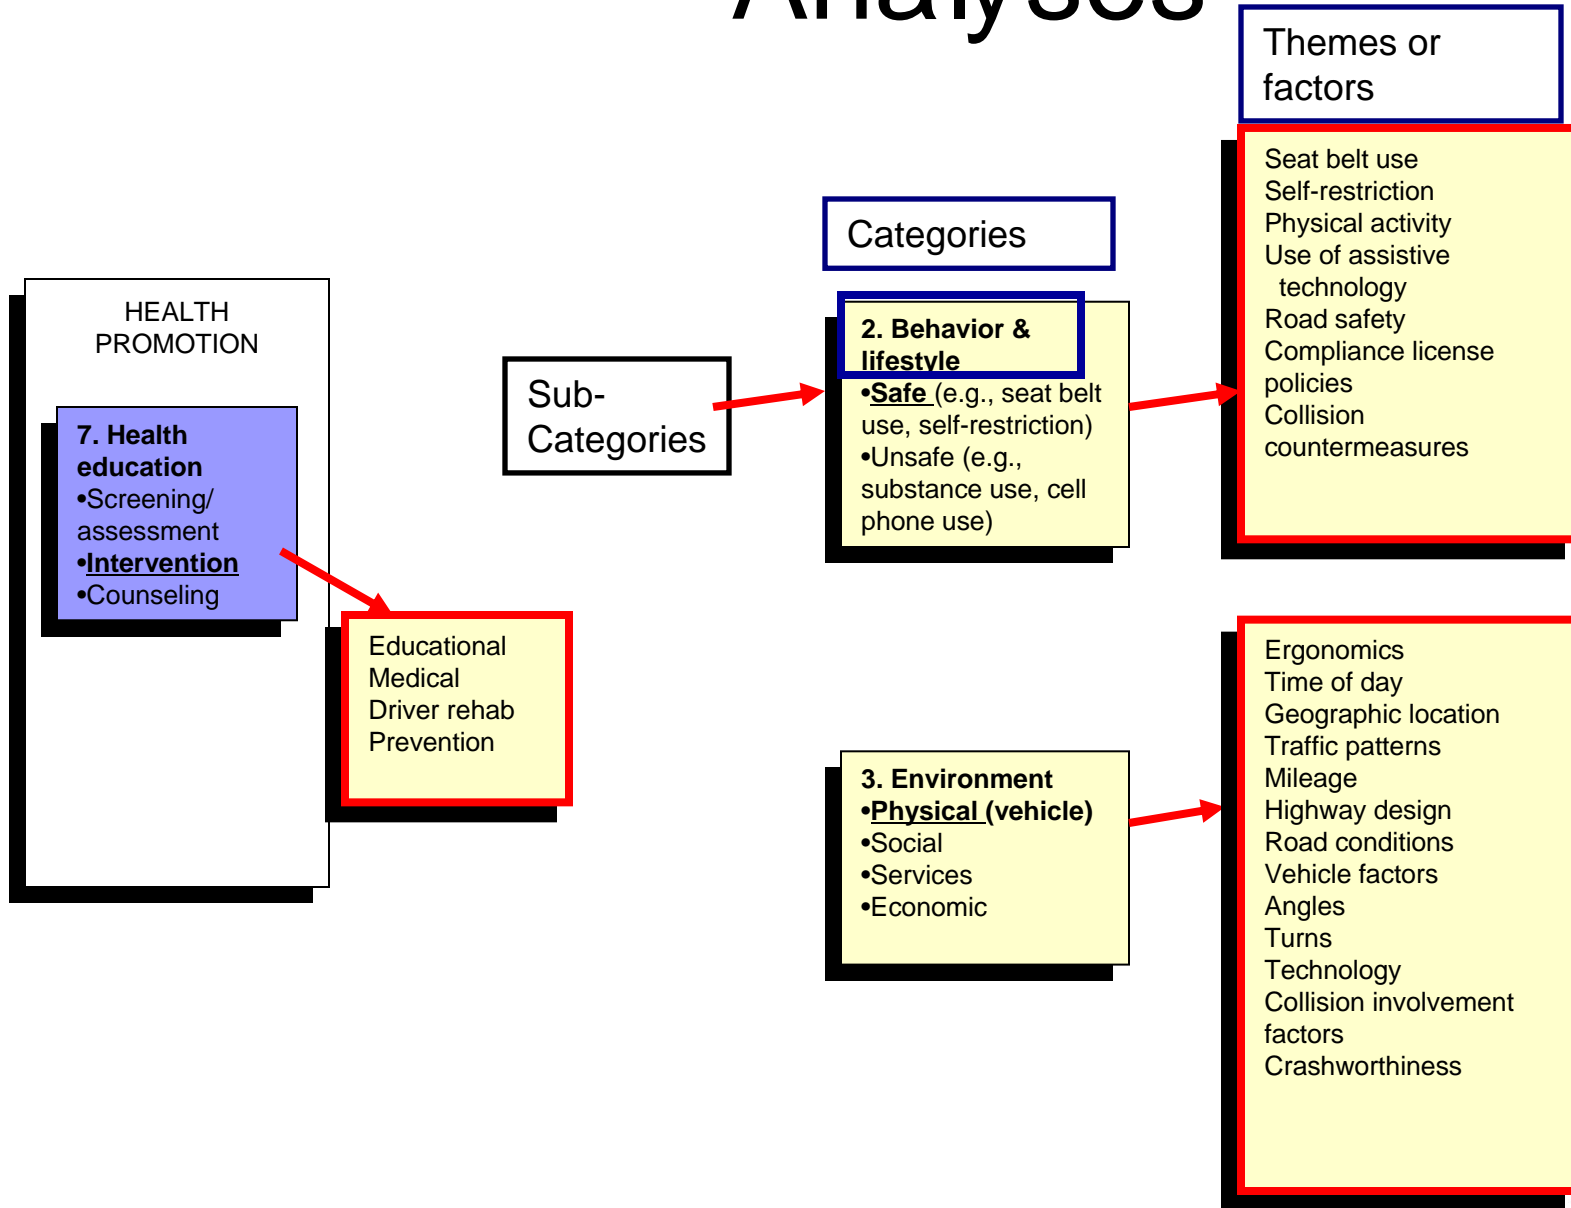 Analyses
Themes or
factors
Seat belt use
Self-restriction
Physical activity
Use of assistive
technology
Road safety
Compliance license
policies
Collision
countermeasures
Categories
2. Behavior &
lifestyle
•Safe (e.g., seat belt
use, self-restriction)
•Unsafe (e.g.,
substance use, cell
phone use)
Sub-
Categories
HEALTH
PROMOTION
7. Health
education
•Screening/
assessment
•Intervention
•Counseling
Educational
Medical
Driver rehab
Prevention
3. Environment
•Physical (vehicle)
•Social
•Services
•Economic
Ergonomics
Time of day
Geographic location
Traffic patterns
Mileage
Highway design
Road conditions
Vehicle factors
Angles
Turns
Technology
Collision involvement
factors
Crashworthiness